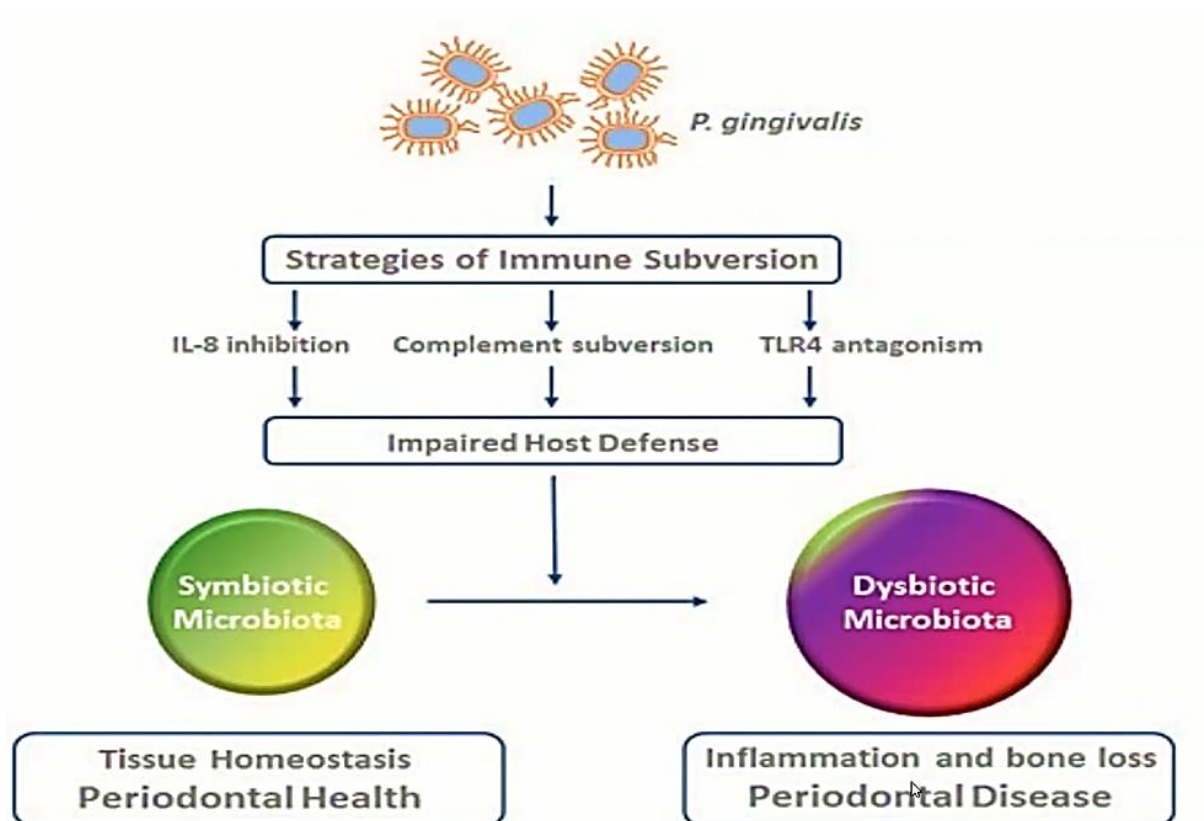 P. gingivalis
Strategies of Immune Subversion
IL-8 inhibition
Complement subversion
TLR4 antagonism
Impaired Host Defense
Symbiotic
Microbiota
Dysbiotic
Microbiota
Tissue Homeostasis
Periodontal Health
Inflammation and bone loss
Periodontal Disease